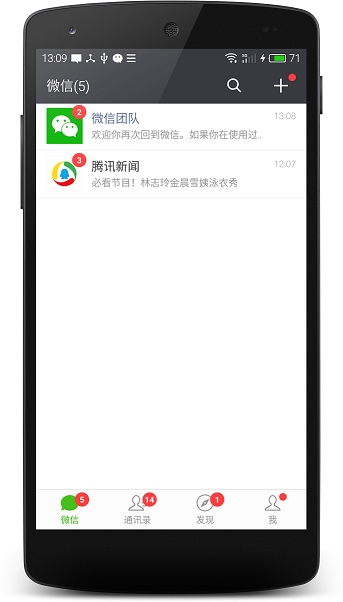 13:09 71
微信(5)
2
微信团队 13:08
欢迎你再次回到微信。如果你在使用过..
3
腾讯新闻 12:07
必看节目！林志玲金晨雪姨泳衣秀
5 14 1
微信 通讯录 发现 我